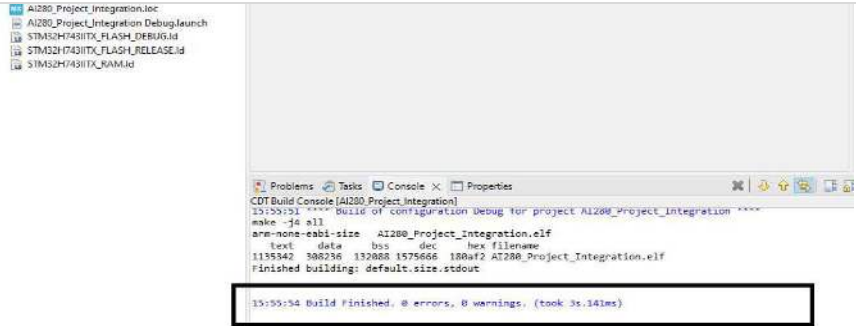 AI280_Project_Integration.ioc
AI280_Project_Integration Debug.launch
STM32H743IITX_FLASH_DEBUG.ld
STM32H743IITX_FLASH_RELEASE.ld
STM32H743IITX_RAM.ld
Problems Tasks Console Properties
CDT Build Console [AI280_Project_Integration]
15:55:51 **** Build of configuration Debug for project AI280_Project_Integration ****
make -j4 all
arm-none-eabi-size AI280_Project_Integration.elf
text data bss dec hex filename
1135342 308236 132088 1575666 180af2 AI280_Project_Integration.elf
Finished building: default.size.stdout
15:55:54 Build Finished. 0 errors, 0 warnings. (took 3s.141ms)